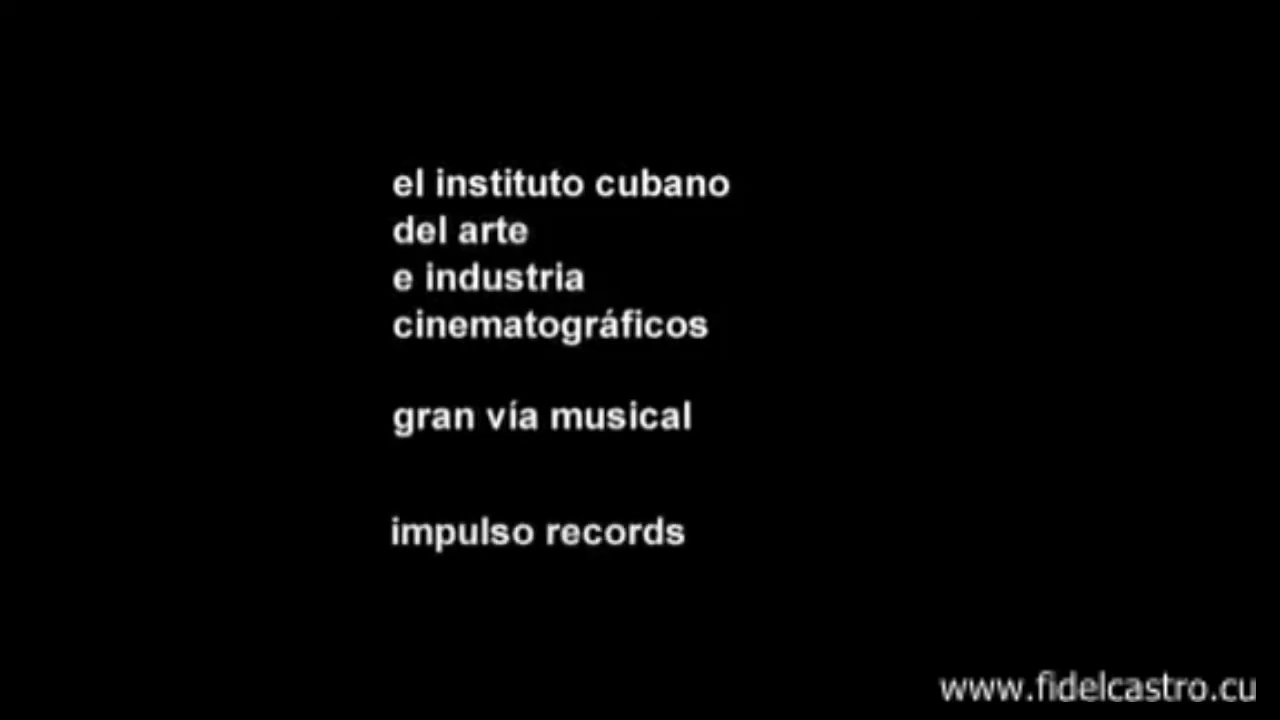 el instituto cubano
del arte
e industria
cinematográficos
gran vía musical
impulso records
www.fidelcastro.cu